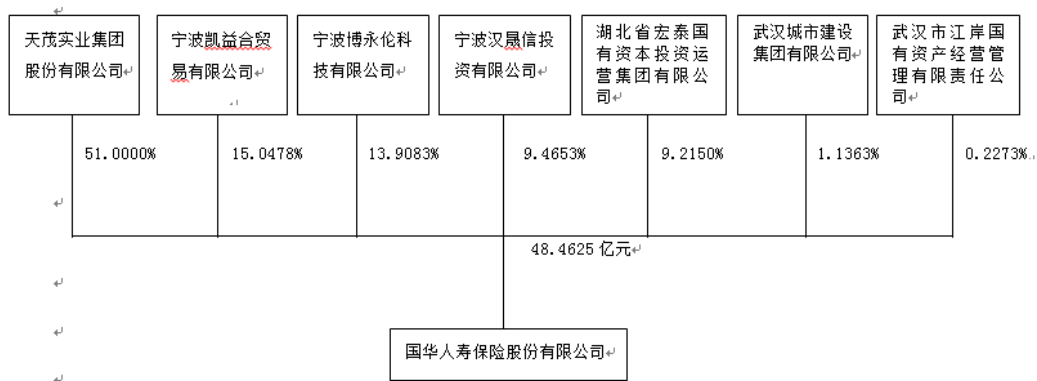 天茂实业集团
股份有限公司
宁波凯益合贸
易有限公司
宁波博永伦科
技有限公司
宁波汉晟信投
资有限公司
湖北省宏泰国
有资本投资运
营集团有限公
司
武汉城市建设
集团有限公司
武汉市江岸国
有资产经营管
理有限责任公
司
51.0000%
15.0478%
13.9083%
9.4653%
9.2150%
1.1363%
0.2273%
48.4625 亿元
国华人寿保险股份有限公司